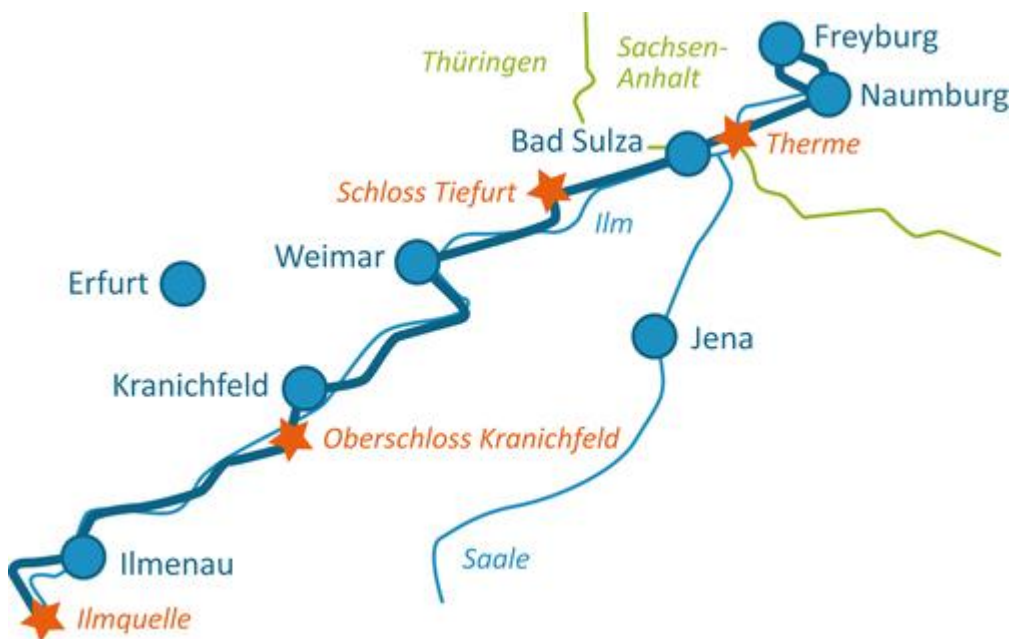 Freyburg
Thüringen
Sachsen-
Anhalt
Naumburg
Bad Sulza
Therme
Schloss Tiefurt
Ilm
Weimar
Erfurt
Jena
Kranichfeld
Oberschloss Kranichfeld
Saale
Ilmenau
Ilmquelle